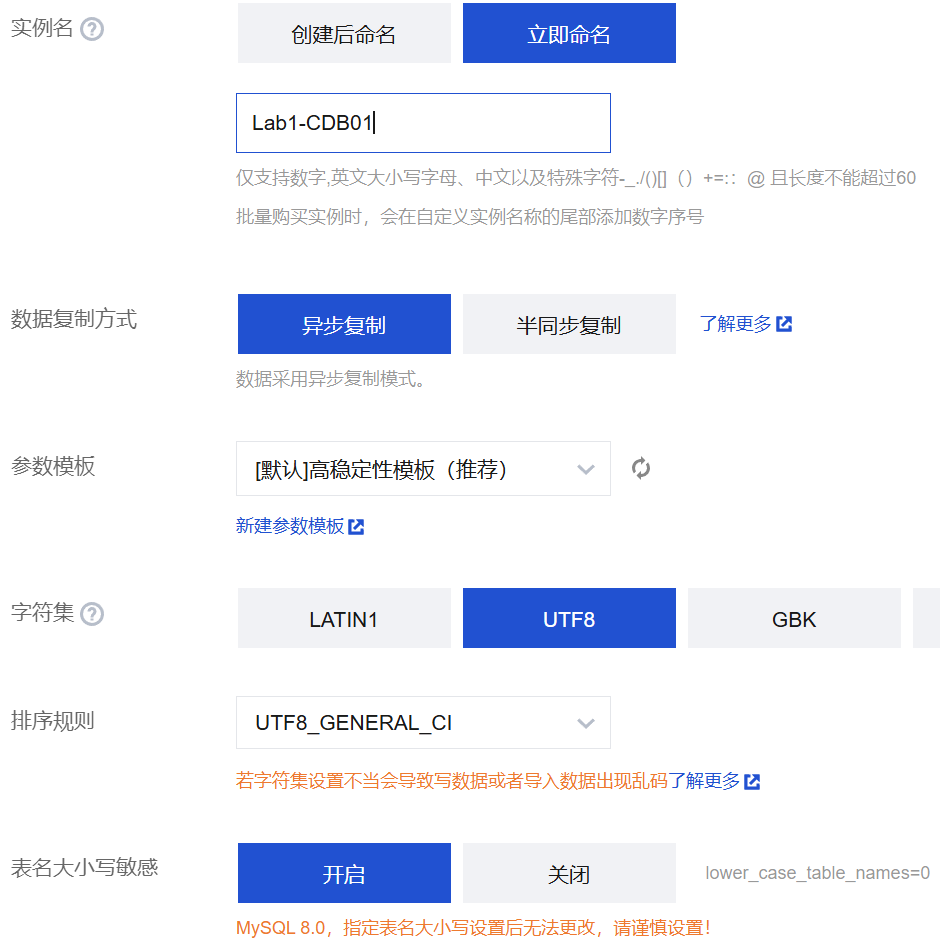 实例名
创建后命名 立即命名
Lab1-CDB01
仅支持数字,英文大小写字母、中文以及特殊字符-_./()[]（）+=:：@ 且长度不能超过60
批量购买实例时，会在自定义实例名称的尾部添加数字序号
数据复制方式 异步复制 半同步复制 了解更多
数据采用异步复制模式。
参数模板 [默认]高稳定性模板（推荐）
新建参数模板
字符集 LATIN1 UTF8 GBK
排序规则 UTF8_GENERAL_CI
若字符集设置不当会导致写数据或者导入数据出现乱码了解更多
表名大小写敏感 开启 关闭 lower_case_table_names=0
MySQL 8.0，指定表名大小写设置后无法更改，请谨慎设置！